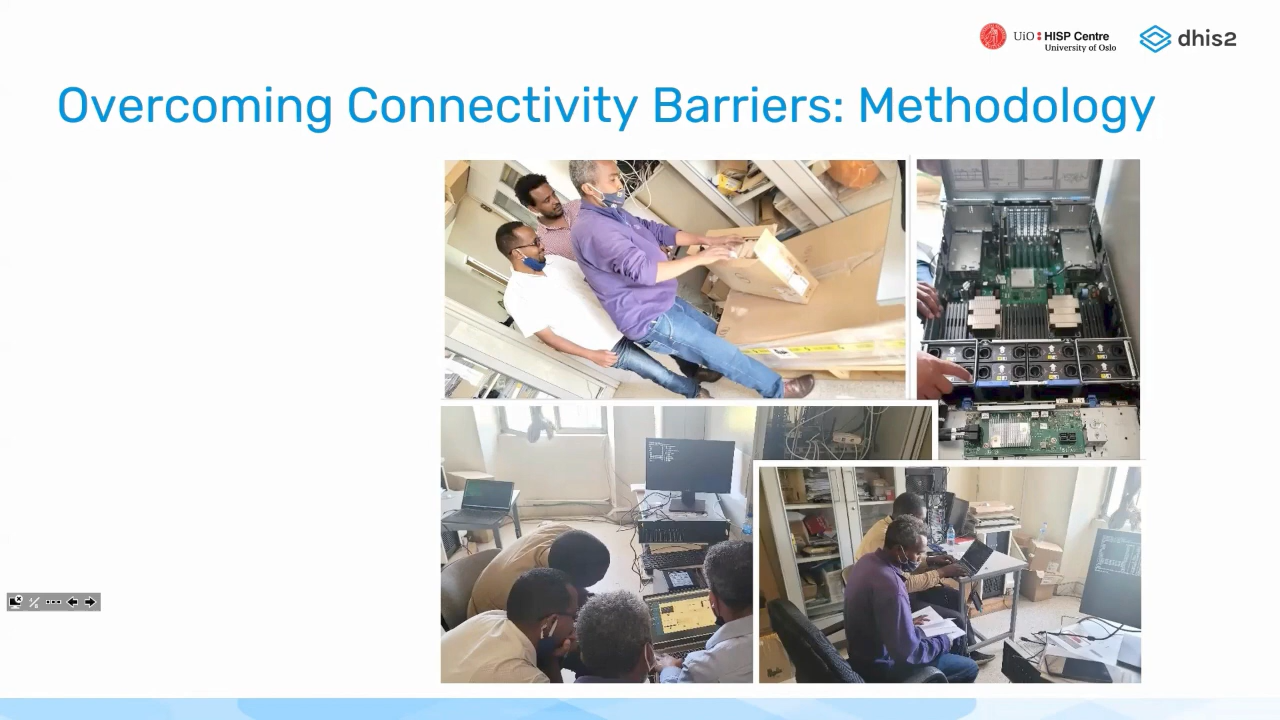 UiO HISP Centre
University of Oslo
dhis2
Overcoming Connectivity Barriers: Methodology